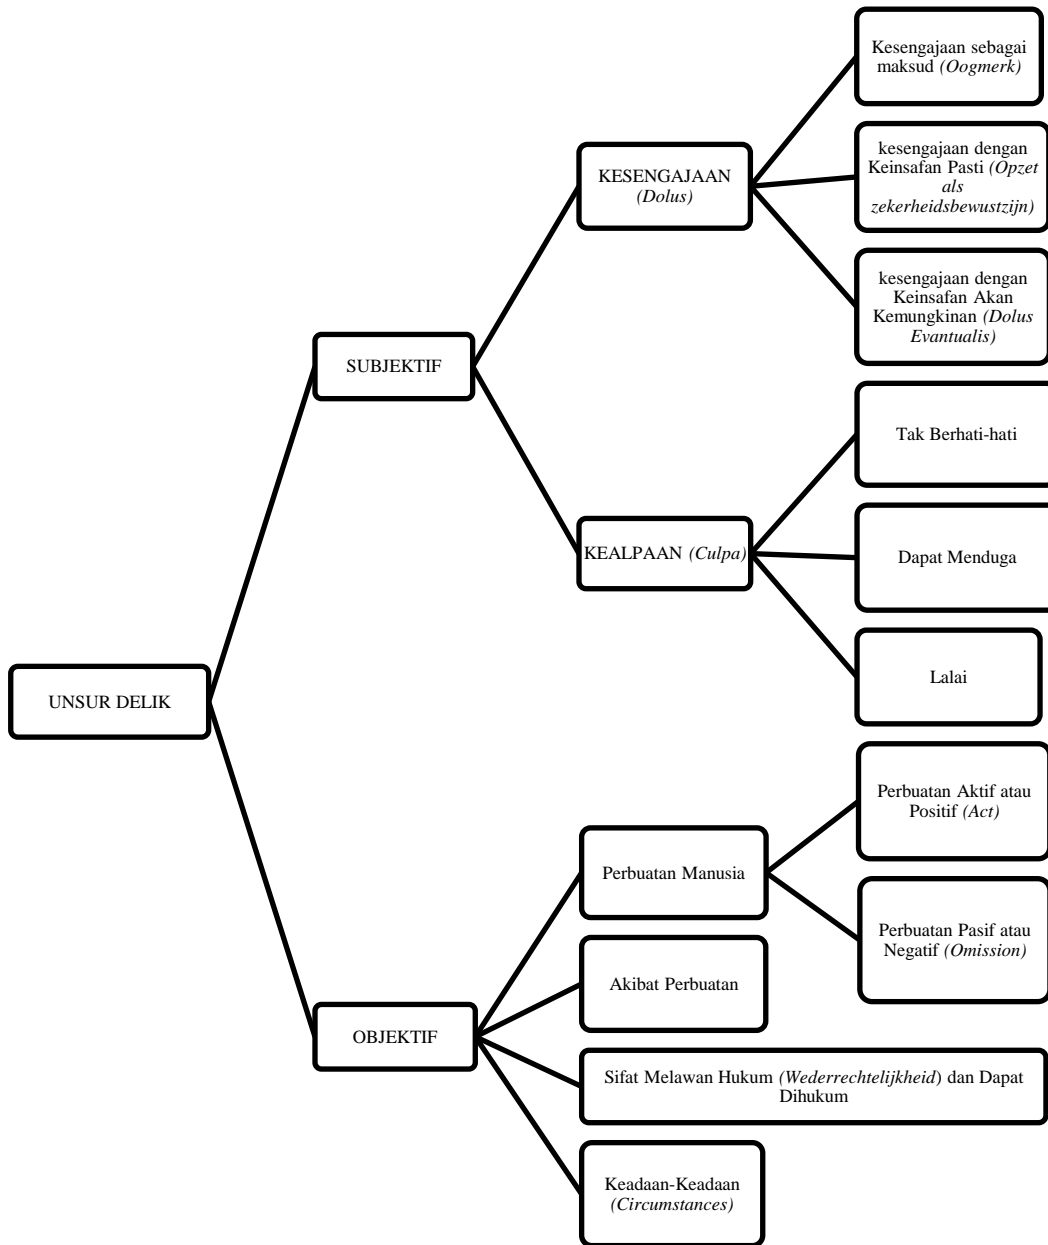 UNSUR DELIK
SUBJEKTIF
KESENGAJAAN
(Dolus)
Kesengajaan sebagai
maksud (Oogmerk)
kesengajaan dengan
Keinsafan Pasti (Opzet
als
zekerheidsbewustzijn)
kesengajaan dengan
Keinsafan Akan
Kemungkinan (Dolus
Evantualis)
KEALPAAN (Culpa)
Tak Berhati-hati
Dapat Menduga
Lalai
OBJEKTIF
Perbuatan Manusia
Perbuatan Aktif atau
Positif (Act)
Perbuatan Pasif atau
Negatif (Omission)
Akibat Perbuatan
Sifat Melawan Hukum (Wederrechtelijkheid) dan Dapat
Dihukum
Keadaan-Keadaan
(Circumstances)